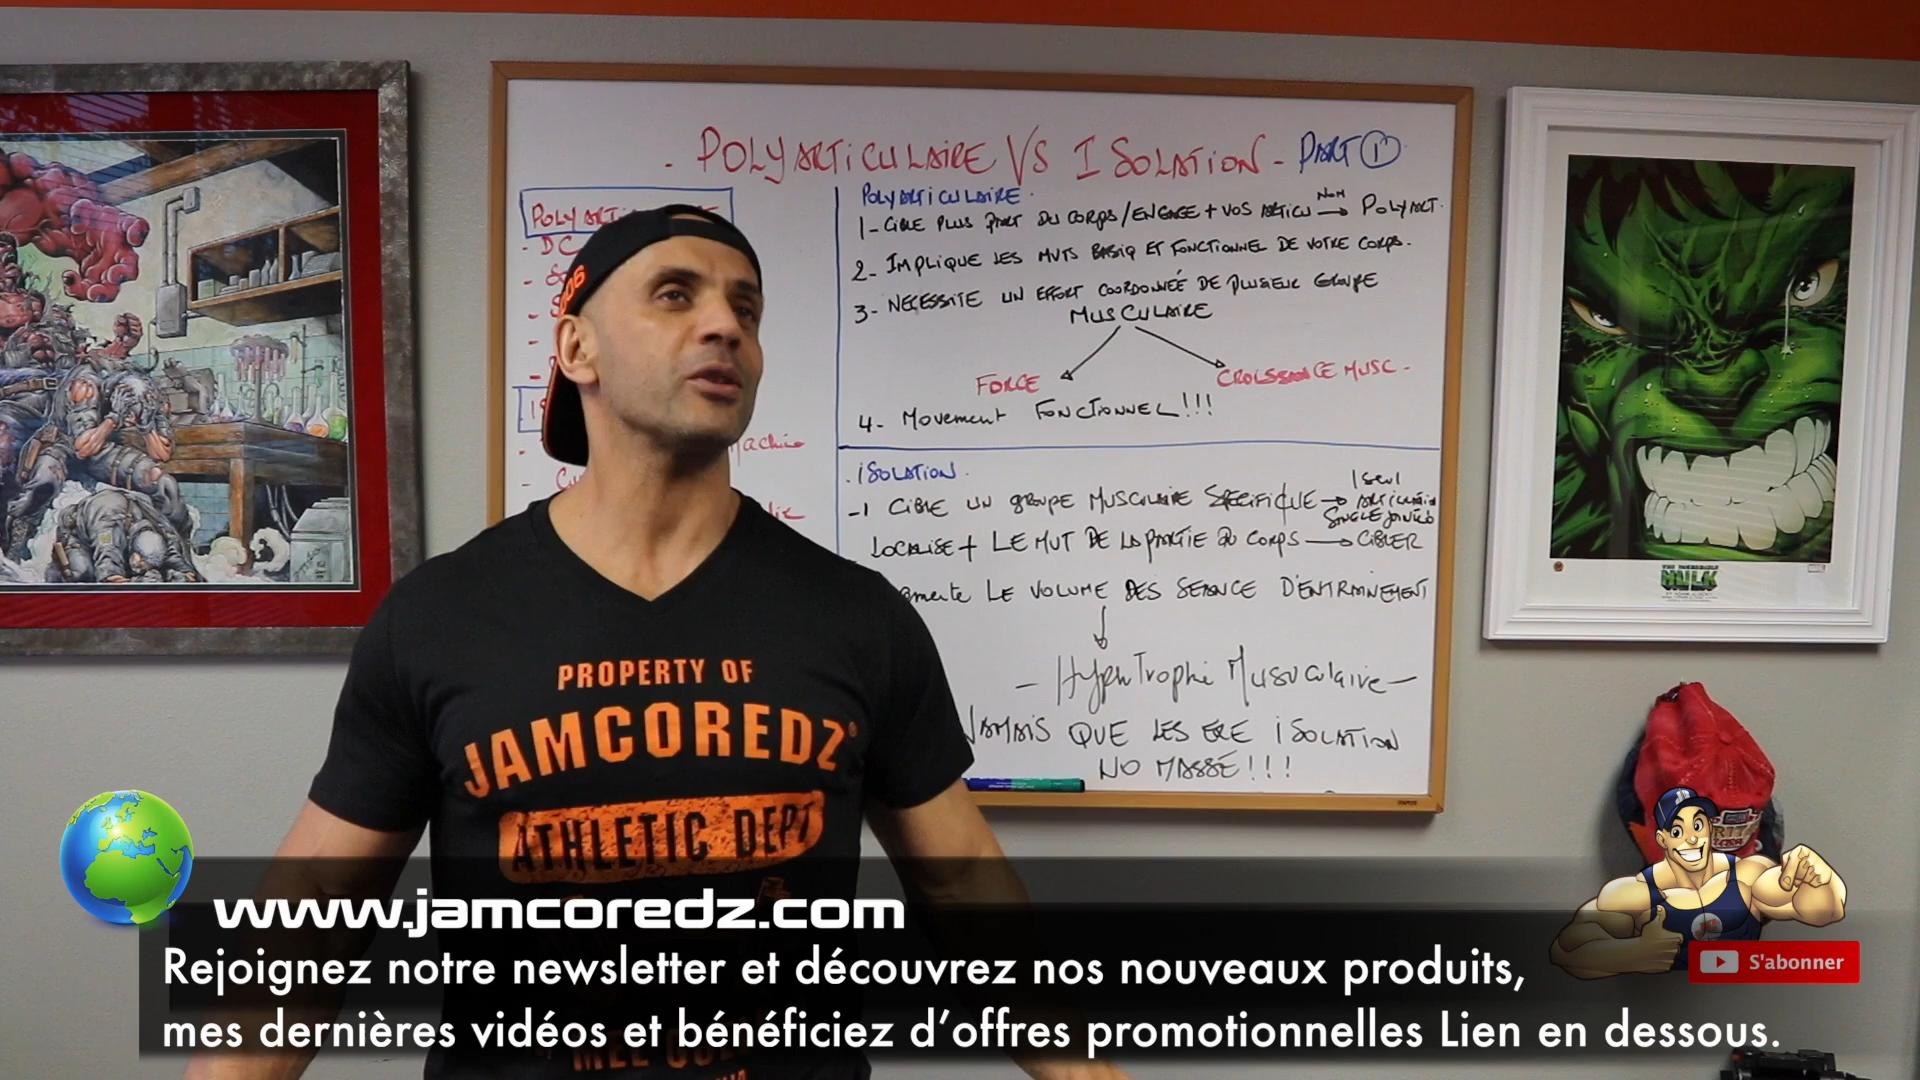 - POLYARTICULAIRE VS ISOLATION - PART 1
POLYARTICULAIRE.
1- CIBLE PLUS PART DU CORPS/ENGAGE + VOS ARTICU → POLYART.
2- IMPLIQUE LES MVTS BASIQ ET FONCTIONNEL DE VOTRE CORPS.
3- NECESSITE UN EFFORT COORDONNÉE DE PLUSIEUR GROUPE
MUSCULAIRE
FORCE
CROISSANCE MUSC.
4- MOVEMENT FONCTIONNEL!!!
DC
machine
.ISOLATION.
1 seul
-1 CIBLE UN GROUPE MUSCULAIRE SPECIFIQUE →
LOCALISE + LE MVT DE LA PARTIE DU CORPS → CIBLER
LE VOLUME DES SEANCE D'ENTRAINEMENT
- Hypertrophie Musculaire -
JAMAIS QUE LES EXE ISOLATION
NO MASSE!!!
THE INCREDIBLE
HULK
PROPERTY OF
JAMCOREDZ®
ATHLETIC DEPT
www.jamcoredz.com
Rejoignez notre newsletter et découvrez nos nouveaux produits,
mes dernières vidéos et bénéficiez d'offres promotionnelles Lien en dessous.
S'abonner